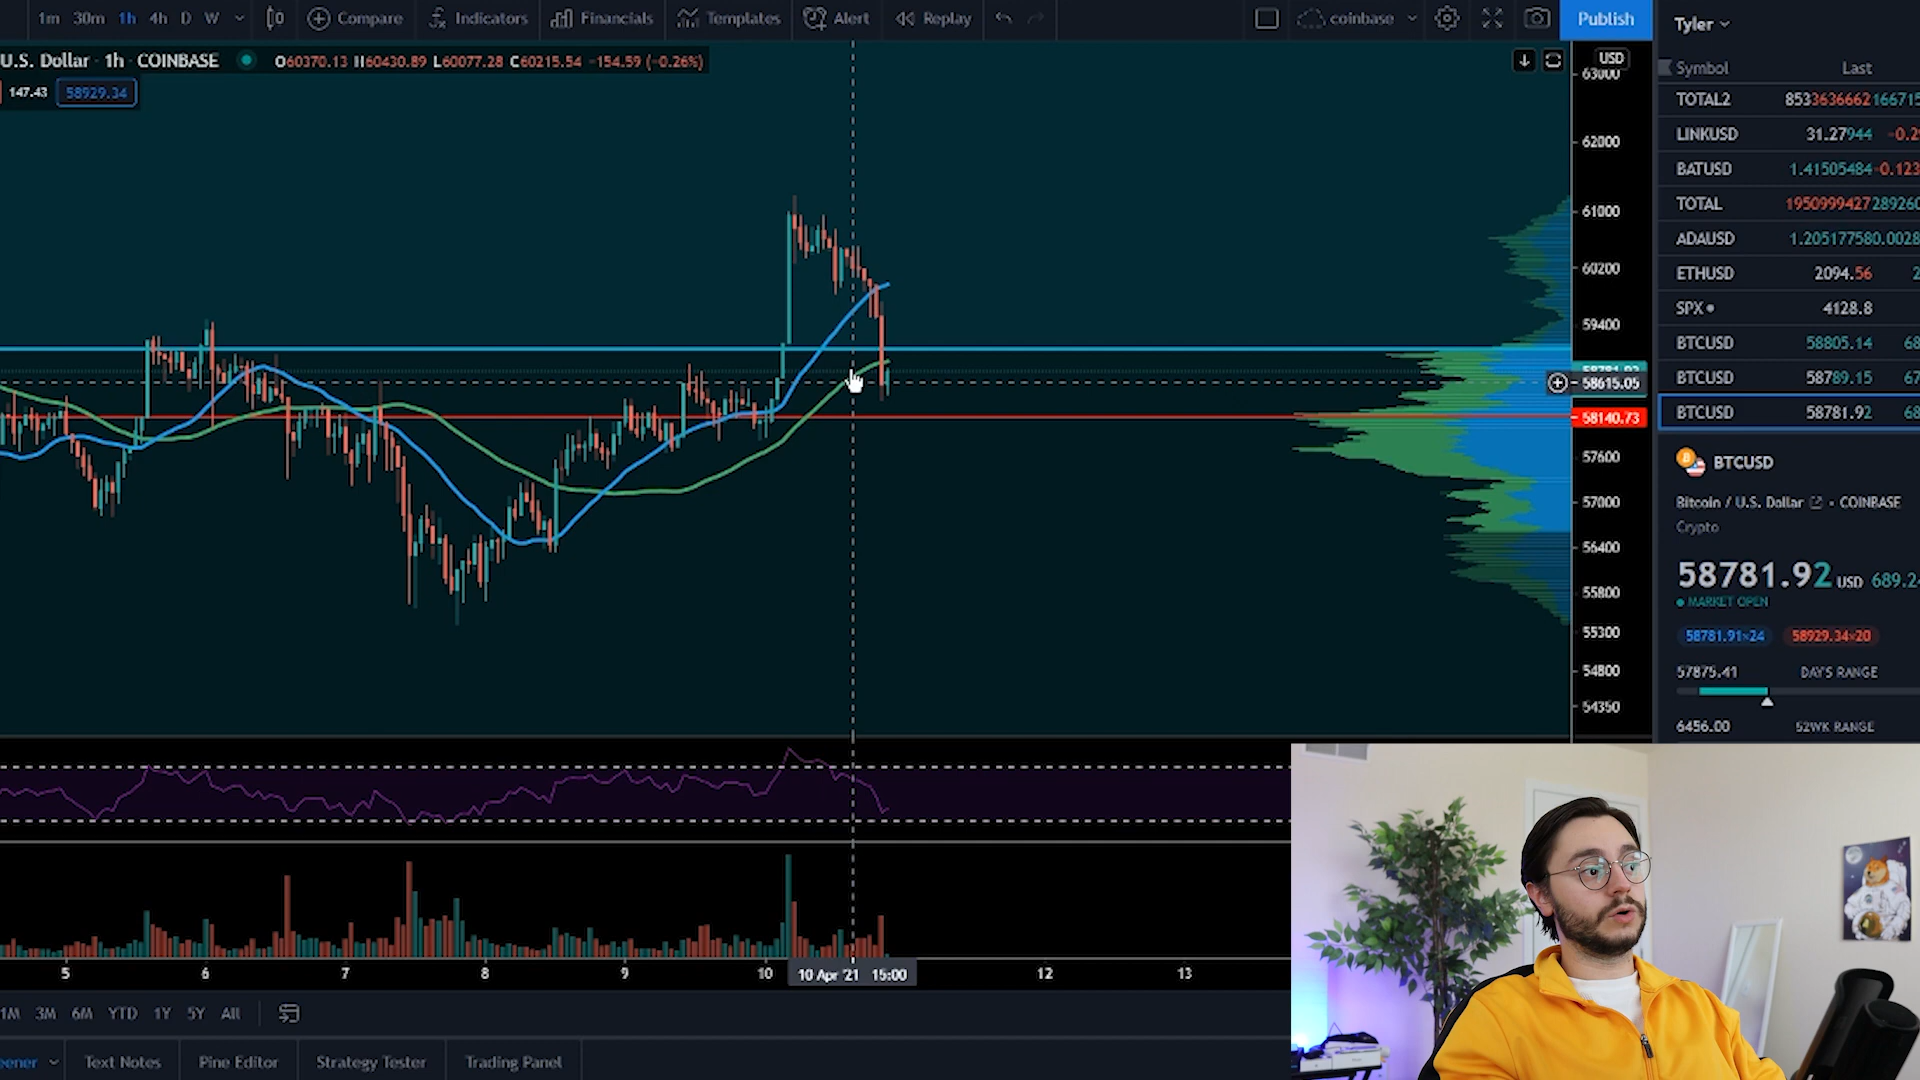 1m 30m 1h 4h D W Compare Indicators Financials Templates Alert Replay coinbase Publish Tyler
U.S. Dollar · 1h · COINBASE O60370.13 H60430.89 L60077.28 C60215.54 -154.59 (-0.26%)
147.43 58929.34
USD
63000
62000
61000
60200
59400
58615.05
58140.73
57600
57000
56400
55800
55300
54800
54350
Symbol Last
TOTAL2 8533636662166715
LINKUSD 31.27944 -0.2
BATUSD 1.41505484 -0.123
TOTAL 1950999427289260
ADAUSD 1.205177580.0028
ETHUSD 2094.56 2
SPX 4128.8
BTCUSD 58805.14 68
BTCUSD 58789.15 67
BTCUSD 58781.92 68
BTCUSD
Bitcoin / U.S. Dollar • COINBASE
Crypto
58781.92 USD 689.2
MARKET OPEN
58781.91×24 58929.34×20
57875.41 DAY'S RANGE
6456.00 52WK RANGE
5 6 7 8 9 10 10 Apr '21 15:00 12 13
1M 3M 6M YTD 1Y 5Y All
eener Text Notes Pine Editor Strategy Tester Trading Panel